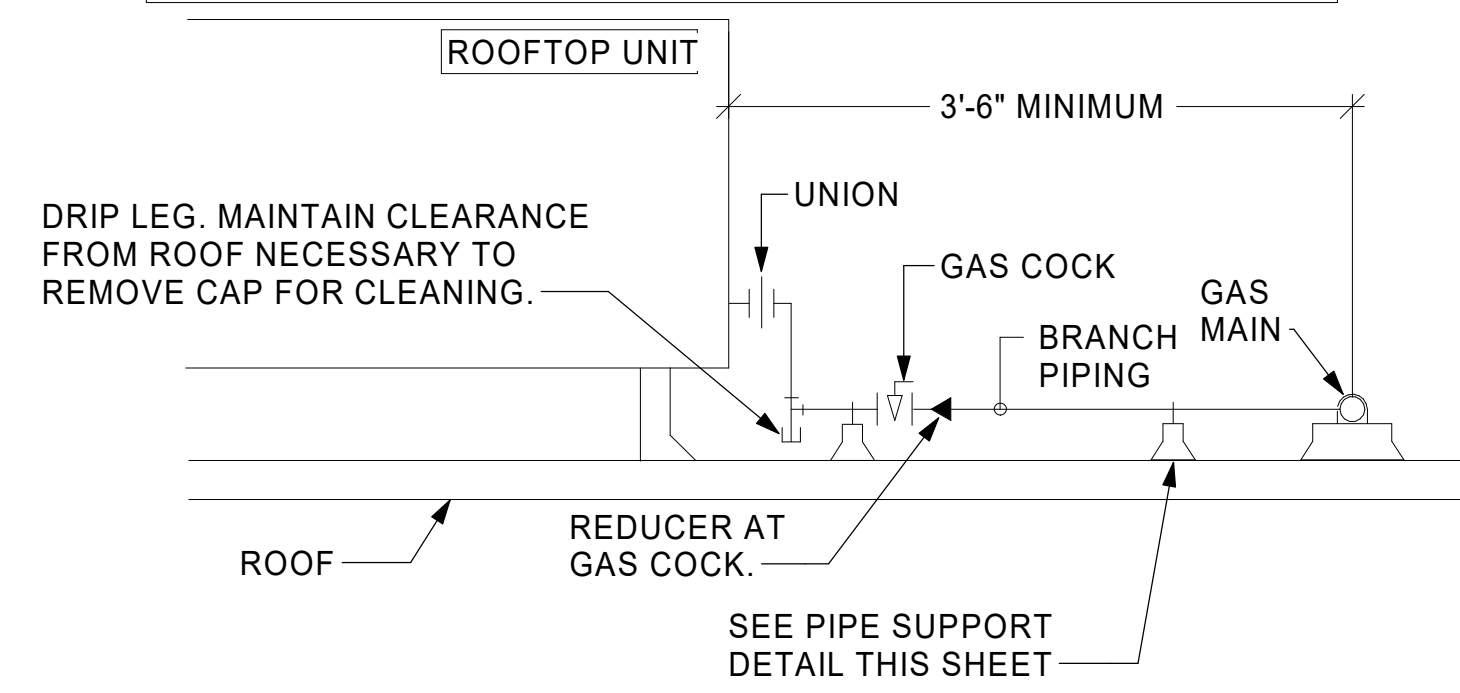 ROOFTOP UNIT
3'-6" MINIMUM
UNION
DRIP LEG. MAINTAIN CLEARANCE
FROM ROOF NECESSARY TO
REMOVE CAP FOR CLEANING.
GAS COCK
GAS
MAIN
BRANCH
PIPING
REDUCER AT
GAS COCK.
ROOF
SEE PIPE SUPPORT
DETAIL THIS SHEET